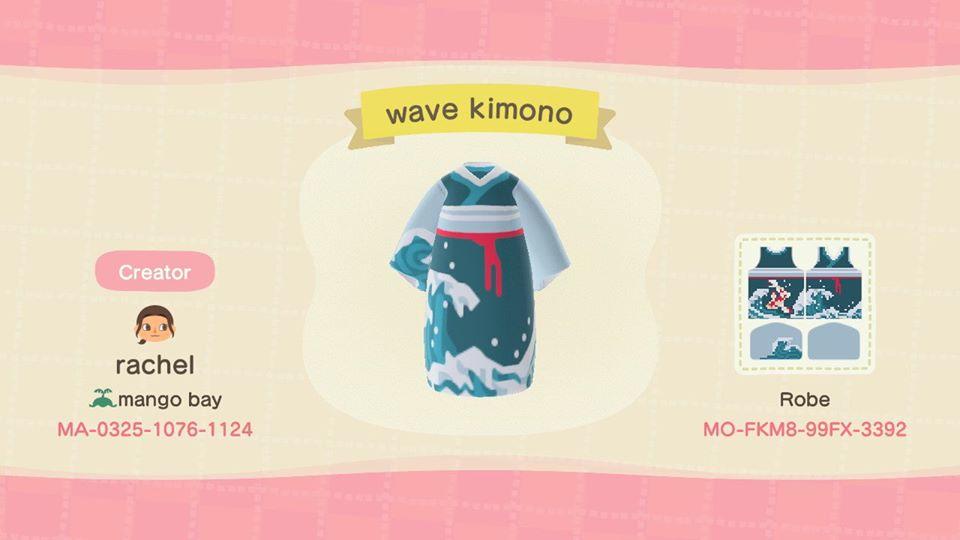 wave kimono
Creator
rachel
mango bay
MA-0325-1076-1124
Robe
MO-FKM8-99FX-3392